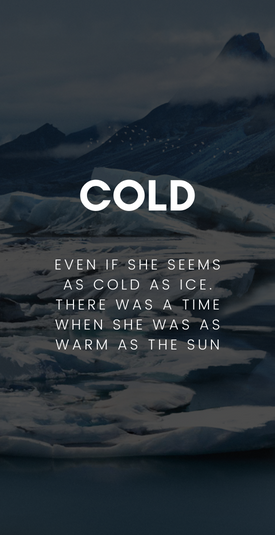 COLD
EVEN IF SHE SEEMS
AS COLD AS ICE.
THERE WAS A TIME
WHEN SHE WAS AS
WARM AS THE SUN